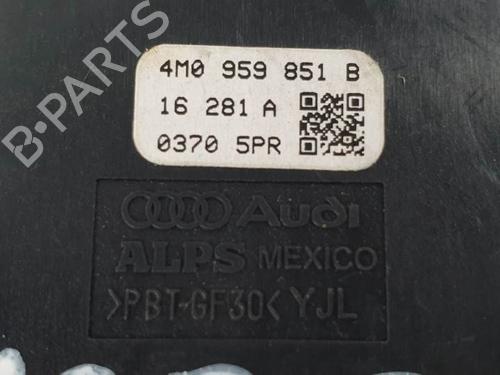 B-PARTS
4M0 959 851 B
16 281 A
0370 5PR
Audi
ALPS MEXICO
>PBT-GF30< YJL